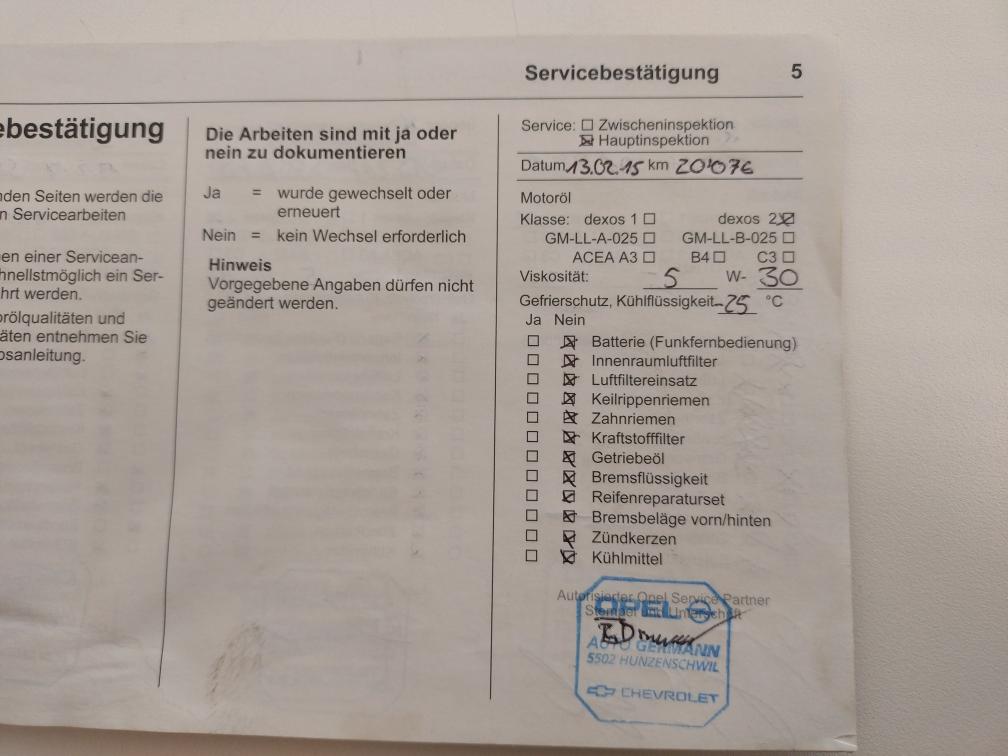 Servicebestätigung 5
ebestätigung
nden Seiten werden die
n Servicearbeiten
en einer Servicean-
hnellstmöglich ein Ser-
hrt werden.
orölqualitäten und
äten entnehmen Sie
osanleitung.
Die Arbeiten sind mit ja oder
nein zu dokumentieren
Ja = wurde gewechselt oder
erneuert
Nein = kein Wechsel erforderlich
Hinweis
Vorgegebene Angaben dürfen nicht
geändert werden.
Service: ☐ Zwischeninspektion
☒ Hauptinspektion
Datum 13.02.15 km 20'076
Motoröl
Klasse: dexos 1 ☐ dexos 2 ☒
GM-LL-A-025 ☐ GM-LL-B-025 ☐
ACEA A3 ☐ B4 ☐ C3 ☐
Viskosität: 5 W- 30
Gefrierschutz, Kühlflüssigkeit -25 °C
Ja Nein
☐ ☒ Batterie (Funkfernbedienung)
☐ ☒ Innenraumluftfilter
☐ ☒ Luftfiltereinsatz
☐ ☒ Keilrippenriemen
☐ ☒ Zahnriemen
☐ ☒ Kraftstofffilter
☐ ☒ Getriebeöl
☐ ☒ Bremsflüssigkeit
☐ ☒ Reifenreparaturset
☐ ☒ Bremsbeläge vorn/hinten
☐ ☒ Zündkerzen
☐ ☒ Kühlmittel
Autorisierter Opel Service Partner
Stempel und Unterschrift
OPEL
AUTO GERMANN
5502 HUNZENSCHWIL
CHEVROLET